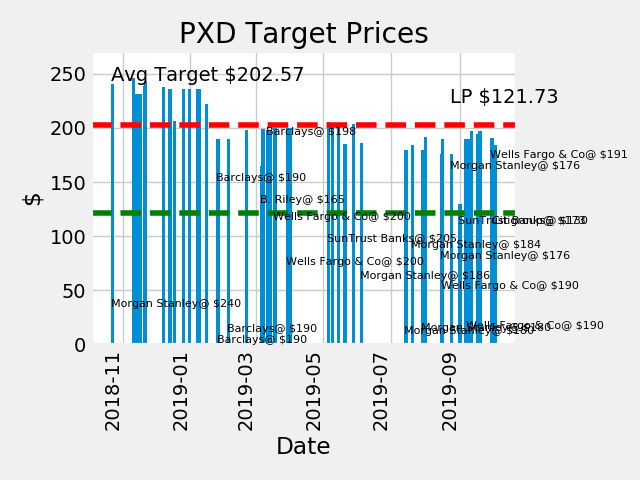 PXD Target Prices
Avg Target $202.57
LP $121.73
250
200
150
100
50
0
$
Barclays@ $198
Wells Fargo & Co@ $191
Morgan Stanley@ $176
Barclays@ $190
B. Riley@ $165
Wells Fargo & Co@ $200
SunTrust Banks@ $130
SunTrust Banks@ $205
Morgan Stanley@ $184
Morgan Stanley@ $176
Wells Fargo & Co@ $200
Morgan Stanley@ $186
Wells Fargo & Co@ $190
Morgan Stanley@ $240
Wells Fargo & Co@ $190
Barclays@ $190
Morgan Stanley@ $180
Barclays@ $190
2018-11
2019-01
2019-03
2019-05
2019-07
2019-09
Date